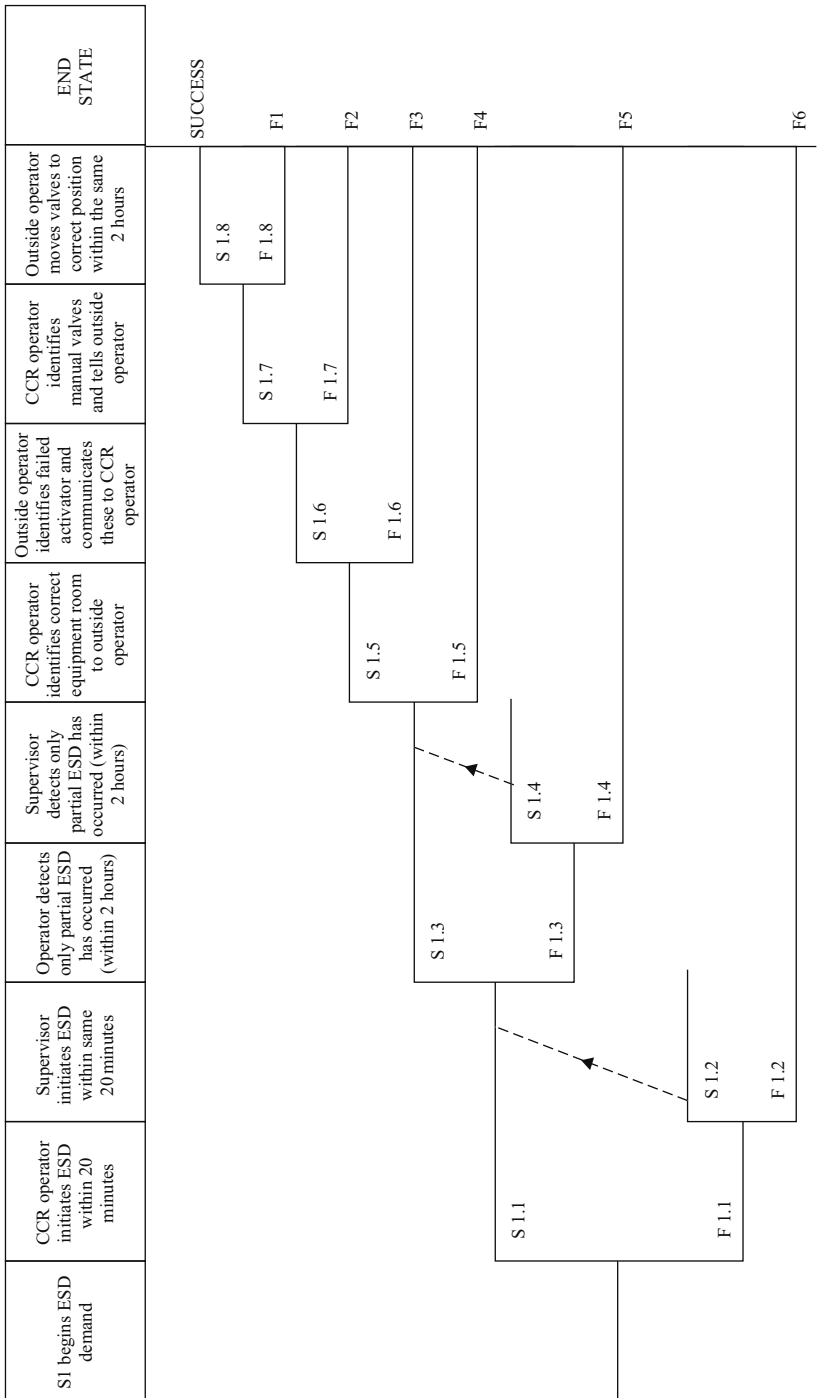 S1 begins ESD
demand
CCR operator
initiates ESD
within 20
minutes
Supervisor
initiates ESD
within same
20 minutes
Operator detects
only partial ESD
has occurred
(within 2 hours)
Supervisor
detects only
partial ESD has
occurred (within
2 hours)
CCR operator
identifies correct
equipment room
to outside
operator
Outside operator
identifies failed
activator and
communicates
these to CCR
operator
CCR operator
identifies
manual valves
and tells outside
operator
Outside operator
moves valves to
correct position
within the same
2 hours
END
STATE
SUCCESS
S 1.8
F 1.8
F1
S 1.7
F 1.7
F2
S 1.6
F 1.6
F3
S 1.5
F 1.5
F4
S 1.3
S 1.4
F 1.3
F 1.4
F5
S 1.1
S 1.2
F 1.1
F 1.2
F6